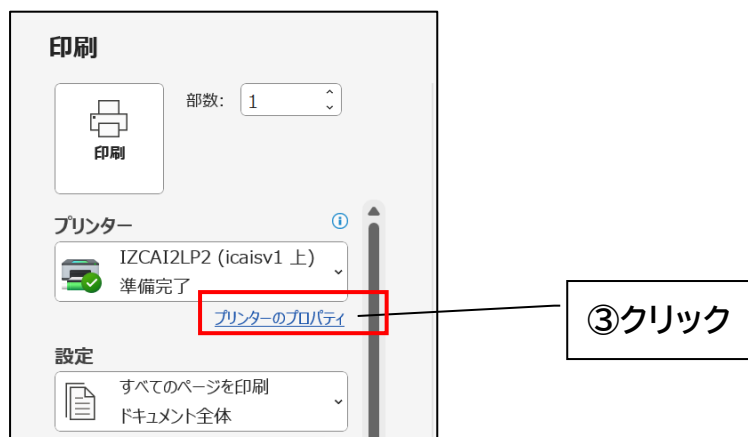 印刷
部数: 1
印刷
プリンター
IZCAI2LP2 (icaisv1 上)
準備完了
プリンターのプロパティ
③クリック
設定
すべてのページを印刷
ドキュメント全体